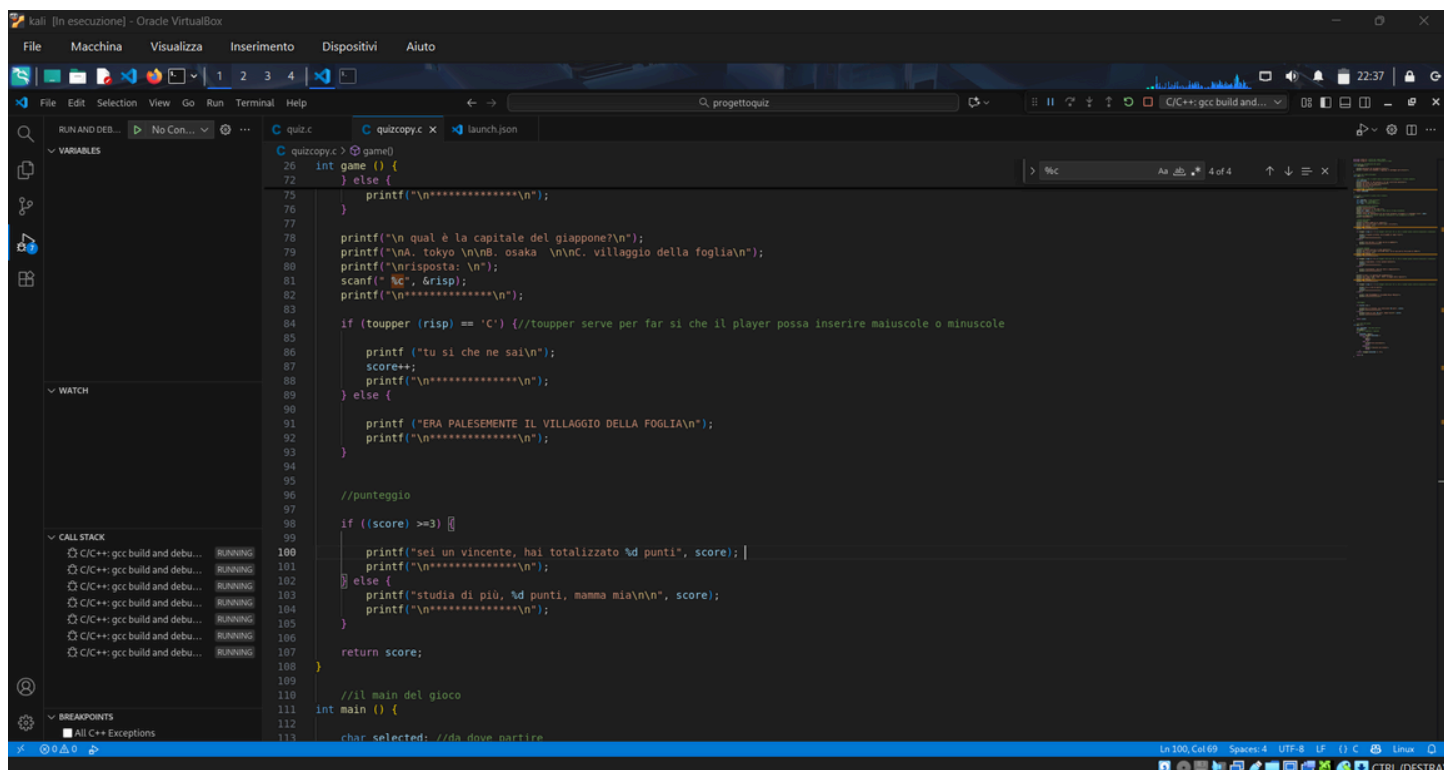 kali [In esecuzione] - Oracle VirtualBox
File Macchina Visualizza Inserimento Dispositivi Aiuto
1 2 3 4
22:37
File Edit Selection View Go Run Terminal Help
progettoquiz
C/C++: gcc build and...
RUN AND DEB... No Con...
C quiz.c C quizcopy.c launch.json
C quizcopy.c > game()
VARIABLES
26 int game () {
%c Aa ab 4 of 4
72 } else {
75 printf("\n**************\n");
76 }
77
78 printf("\n qual è la capitale del giappone?\n");
79 printf("\nA. tokyo \n\nB. osaka  \n\nC. villaggio della foglia\n");
80 printf("\nrisposta: \n");
81 scanf(" %c", &risp);
82 printf("\n**************\n");
83
84 if (toupper (risp) == 'C') {//toupper serve per far si che il player possa inserire maiuscole o minuscole
85
86 printf ("tu si che ne sai\n");
87 score++;
88 printf("\n**************\n");
WATCH
89 } else {
90
91 printf ("ERA PALESEMENTE IL VILLAGGIO DELLA FOGLIA\n");
92 printf("\n**************\n");
93 }
94
95
96 //punteggio
97
98 if ((score) >=3) {
99
CALL STACK
100 printf("sei un vincente, hai totalizzato %d punti", score);
101 printf("\n**************\n");
102 } else {
103 printf("studia di più, %d punti, mamma mia\n\n", score);
104 printf("\n**************\n");
105 }
106
107 return score;
108 }
109
110 //il main del gioco
111 int main () {
112
113 char selected; //da dove partire
C/C++: gcc build and debu... RUNNING
C/C++: gcc build and debu... RUNNING
C/C++: gcc build and debu... RUNNING
C/C++: gcc build and debu... RUNNING
C/C++: gcc build and debu... RUNNING
C/C++: gcc build and debu... RUNNING
C/C++: gcc build and debu... RUNNING
7
BREAKPOINTS
All C++ Exceptions
0 0 Ln 100, Col 69 Spaces: 4 UTF-8 LF {} C Linux
CTRL (DESTRA)